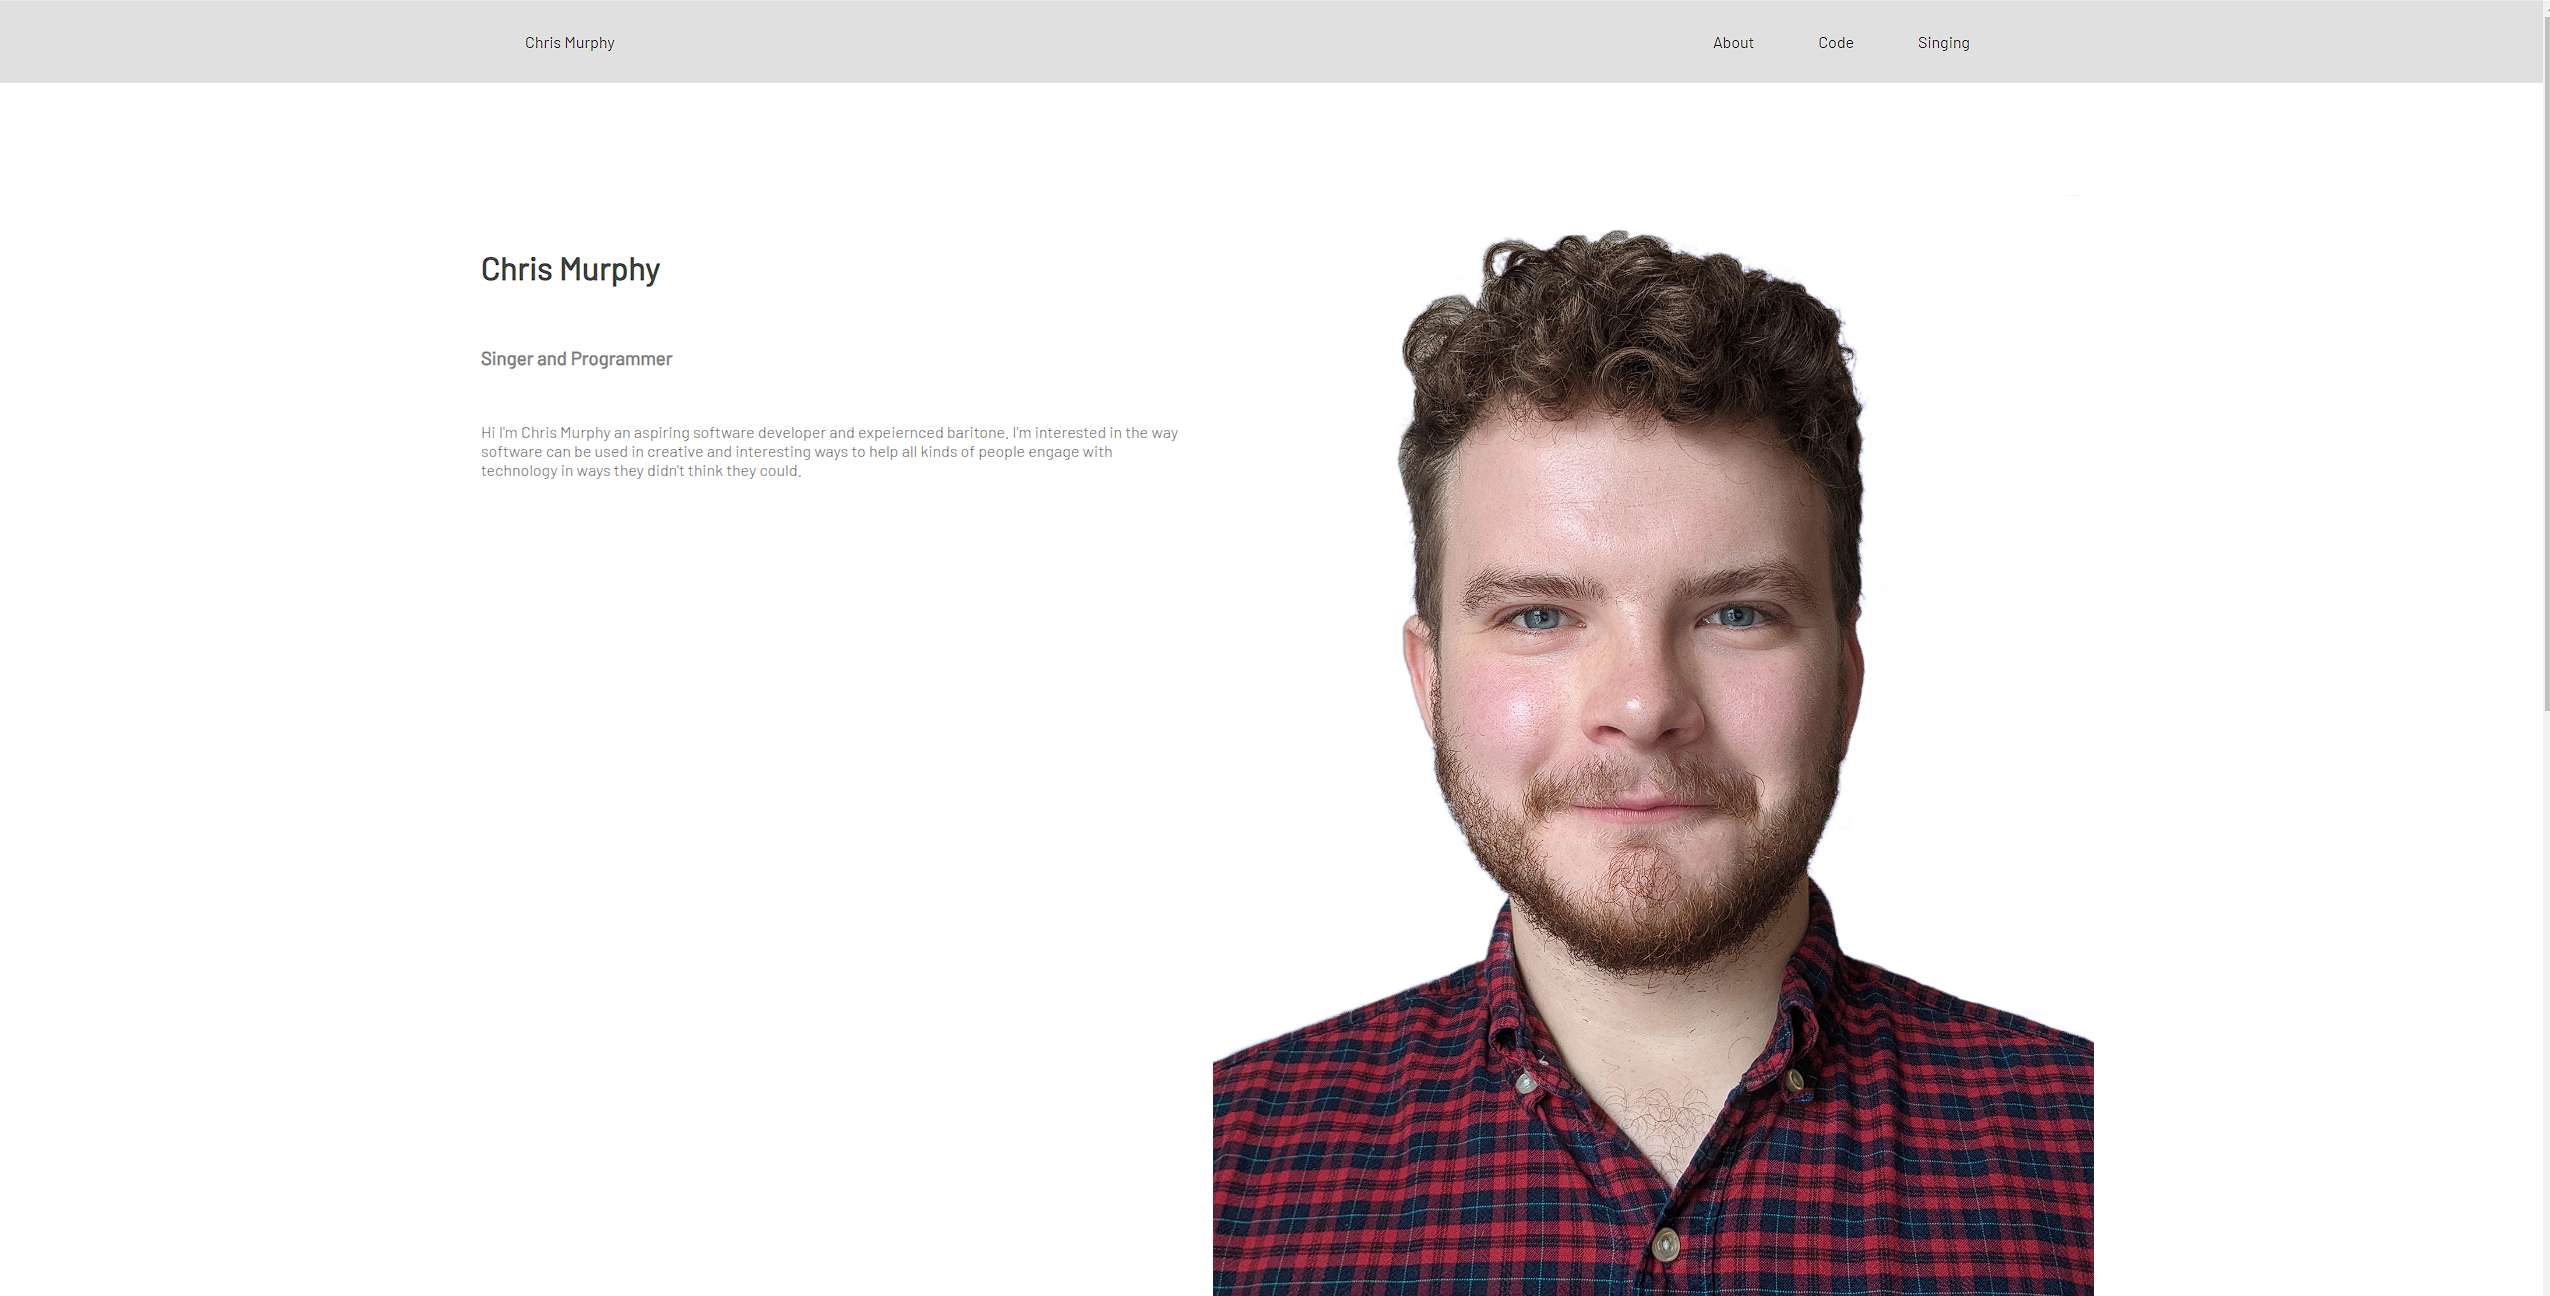 Chris Murphy
About
Code
Singing
Chris Murphy
Singer and Programmer
Hi I'm Chris Murphy an aspiring software developer and expeiernced baritone. I'm interested in the way
software can be used in creative and interesting ways to help all kinds of people engage with
technology in ways they didn't think they could.